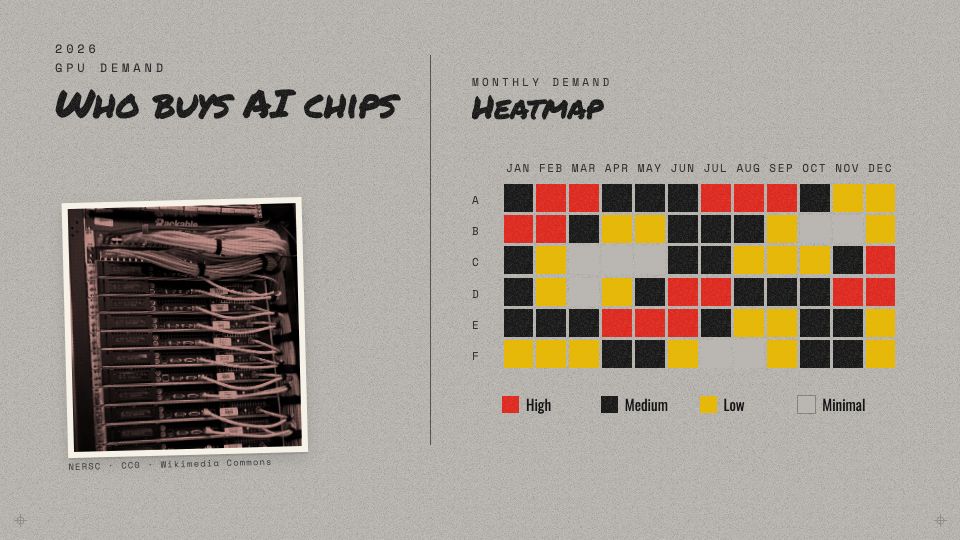 2026
GPU DEMAND
WHO BUYS AI CHIPS
Rackable
NERSC · CC0 · Wikimedia Commons
MONTHLY DEMAND
HEATMAP
JAN FEB MAR APR MAY JUN JUL AUG SEP OCT NOV DEC
A
B
C
D
E
F
High Medium Low Minimal